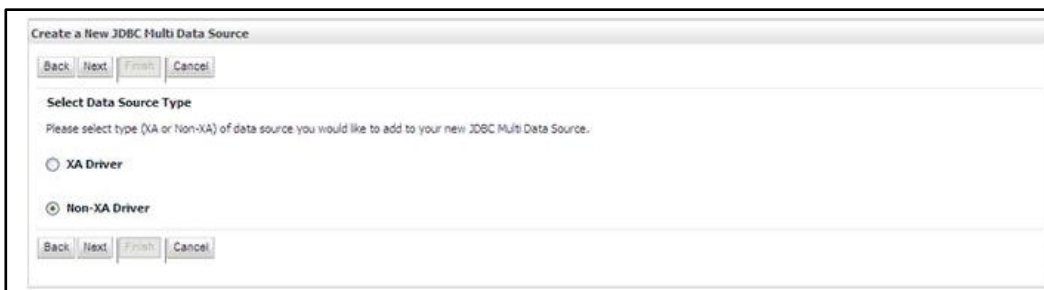 Create a New JDBC Multi Data Source
Back Next Finish Cancel
Select Data Source Type
Please select type (XA or Non-XA) of data source you would like to add to your new JDBC Multi Data Source.
XA Driver
Non-XA Driver
Back Next Finish Cancel